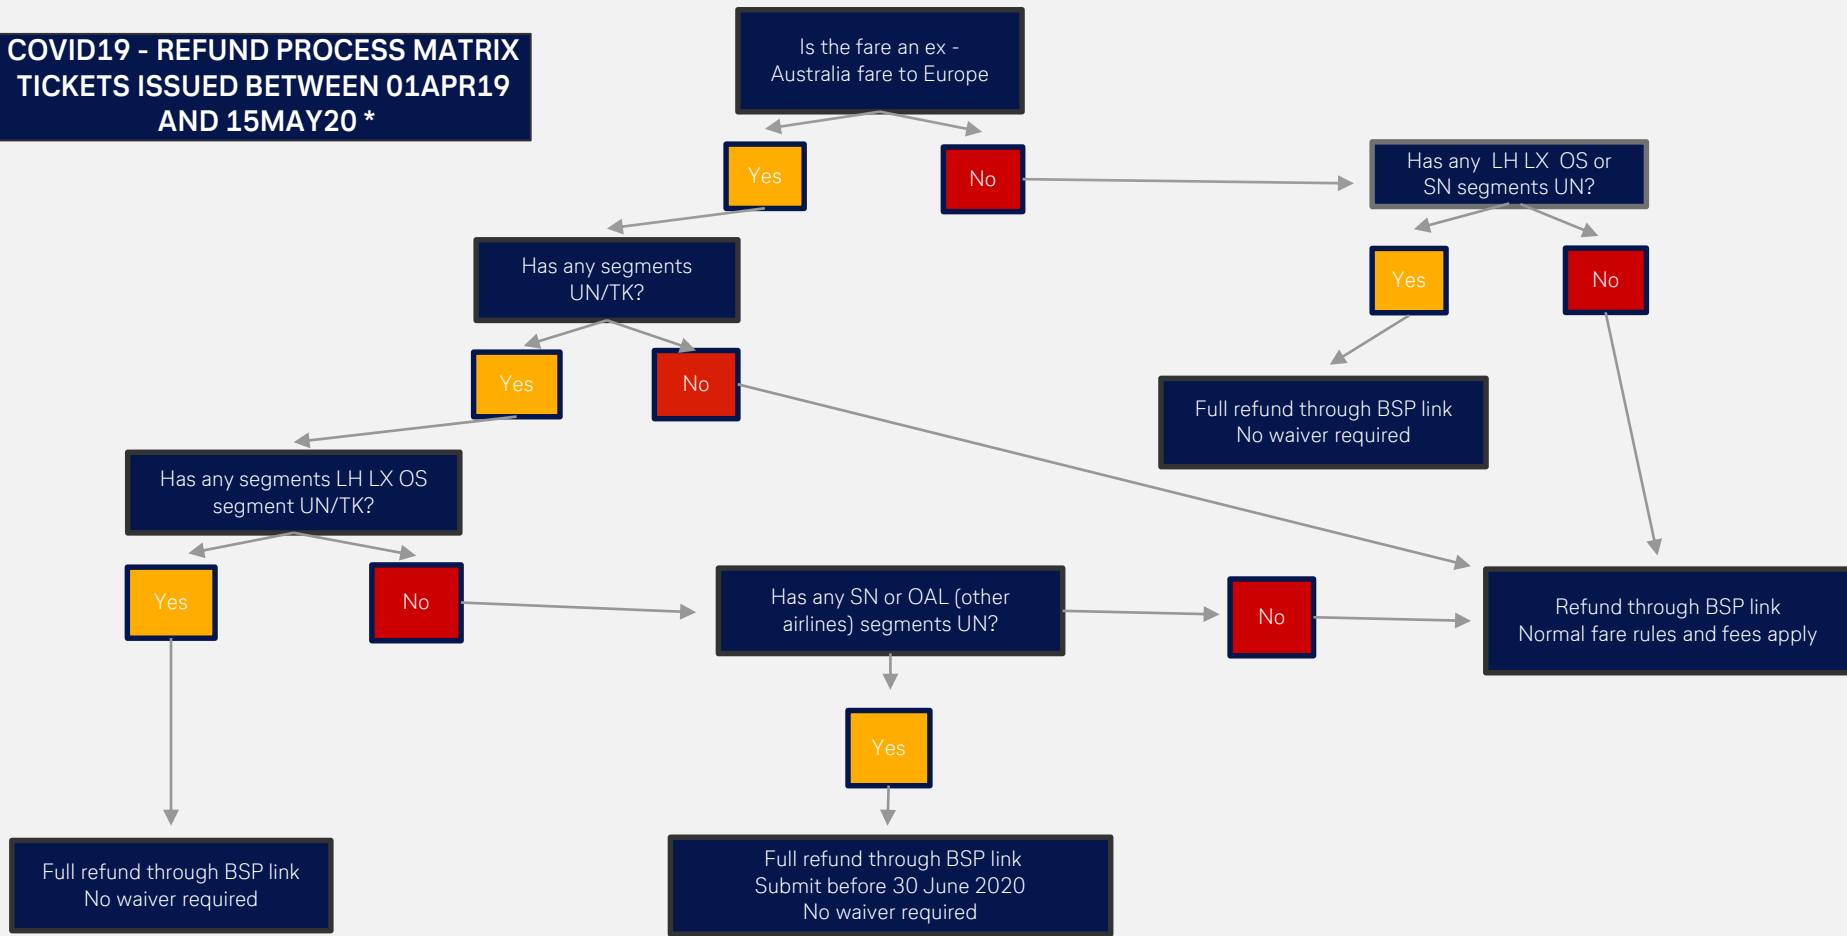 COVID19 - REFUND PROCESS MATRIX
TICKETS ISSUED BETWEEN 01APR19
AND 15MAY20 *
Is the fare an ex -
Australia fare to Europe
Yes
No
Has any LH LX OS or
SN segments UN?
Has any segments
UN/TK?
Yes
No
Yes
No
Full refund through BSP link
No waiver required
Has any segments LH LX OS
segment UN/TK?
Yes
No
Has any SN or OAL (other
airlines) segments UN?
No
Refund through BSP link
Normal fare rules and fees apply
Yes
Full refund through BSP link
No waiver required
Full refund through BSP link
Submit before 30 June 2020
No waiver required